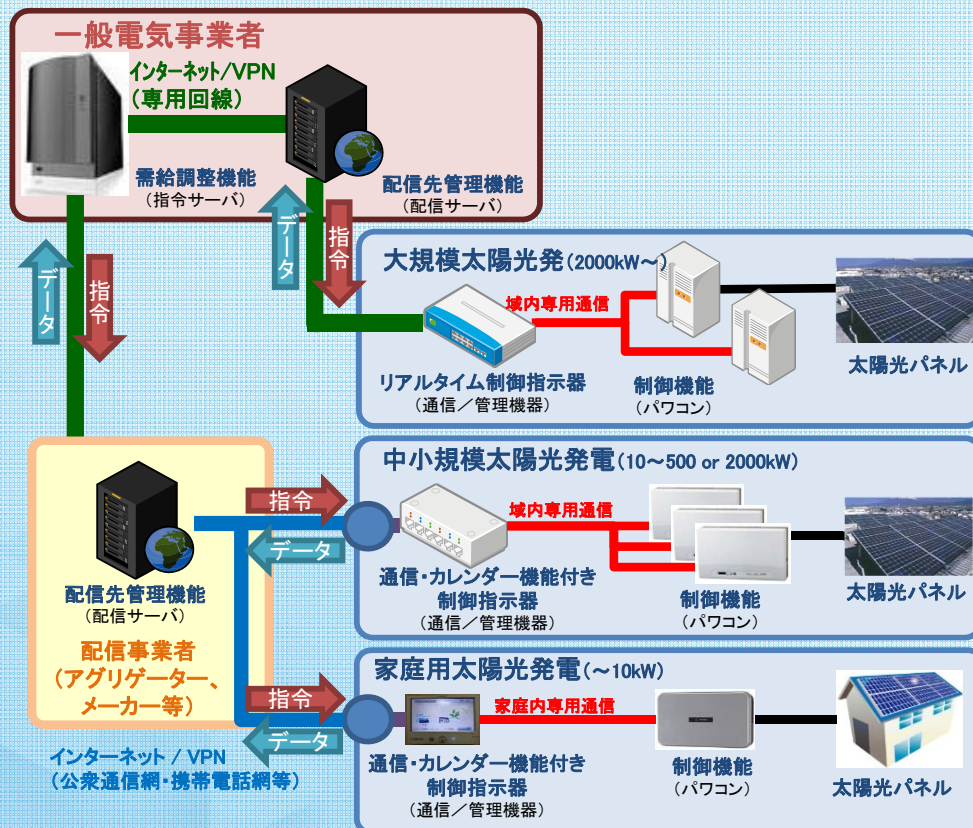 一般電気事業者
インターネット/VPN
(専用回線)
需給調整機能
(指令サーバ)
配信先管理機能
(配信サーバ)
データ
指令
データ
指令
大規模太陽光発(2000kW~)
域内専用通信
リアルタイム制御指示器
(通信/管理機器)
制御機能
(パワコン)
太陽光パネル
中小規模太陽光発電(10~500 or 2000kW)
指令
データ
域内専用通信
通信・カレンダー機能付き
制御指示器
(通信/管理機器)
制御機能
(パワコン)
太陽光パネル
配信先管理機能
(配信サーバ)
配信事業者
(アグリゲーター、
メーカー等)
家庭用太陽光発電(~10kW)
指令
データ
家庭内専用通信
通信・カレンダー機能付き
制御指示器
(通信/管理機器)
制御機能
(パワコン)
太陽光パネル
インターネット / VPN
(公衆通信網・携帯電話網等)